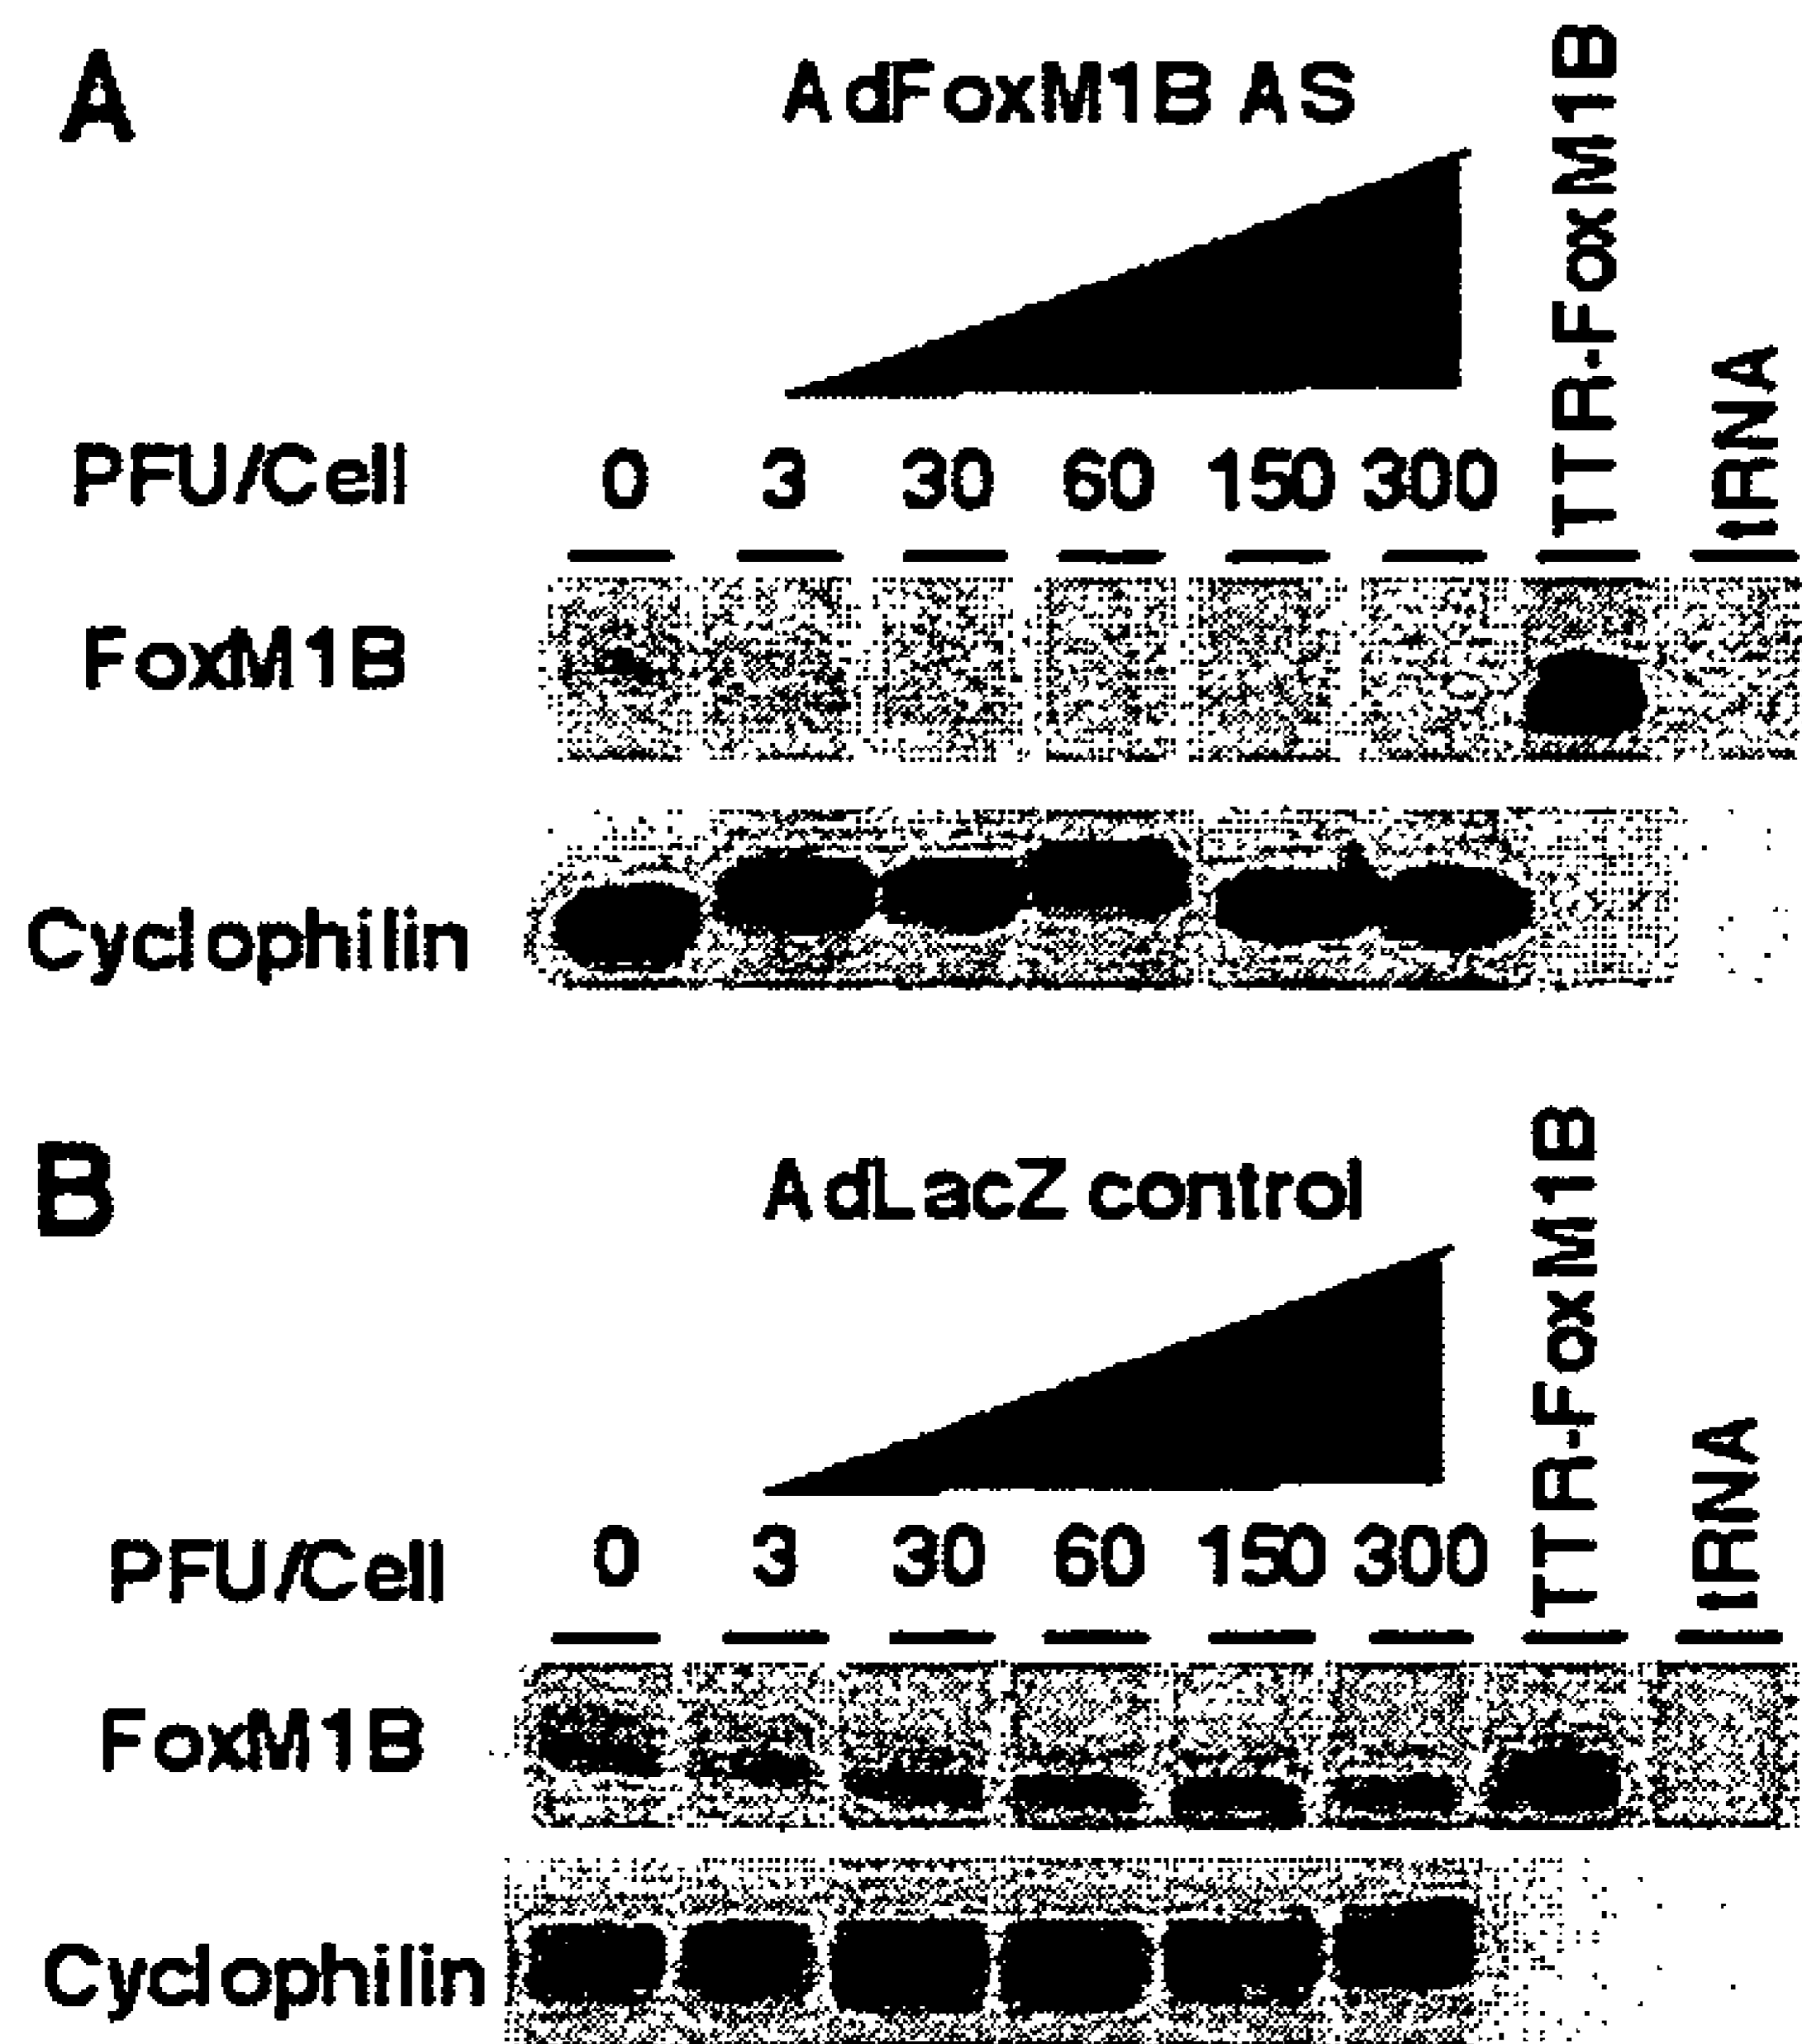 A
AdFoxM1B AS
TTR-FoxM1B
tRNA
PFU/Cell 0 3 30 60 150 300
FoxM1B
Cyclophilin
B
AdLacZ control
TTR-FoxM1B
tRNA
PFU/Cell 0 3 30 60 150 300
FoxM1B
Cyclophilin